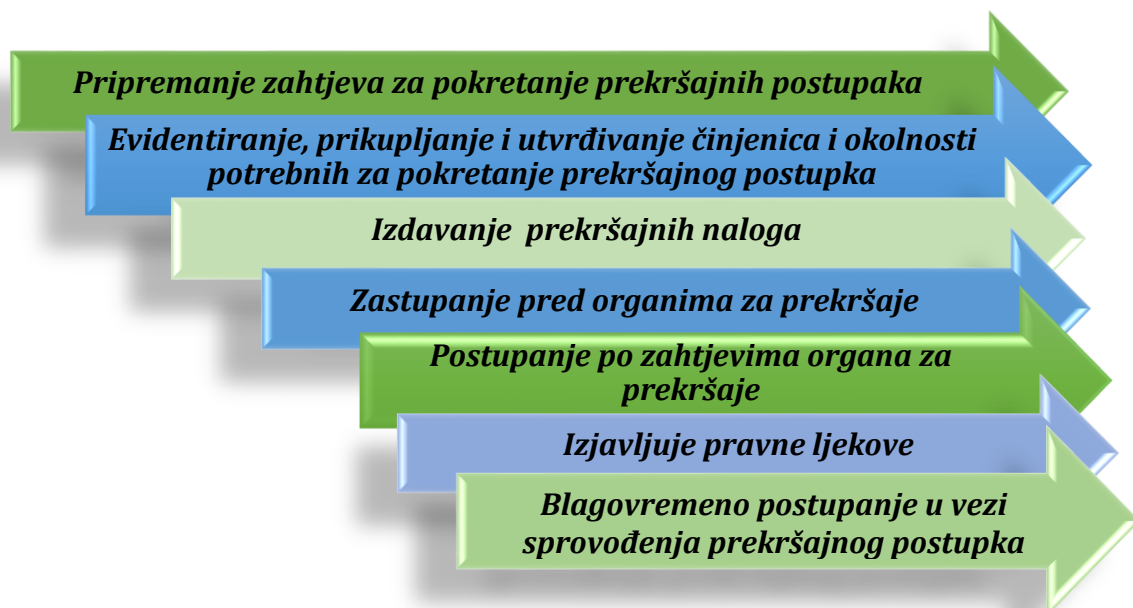 Pripremanje zahtjeva za pokretanje prekršajnih postupaka
Evidentiranje, prikupljanje i utvrđivanje činjenica i okolnosti
potrebnih za pokretanje prekršajnog postupka
Izdavanje prekršajnih naloga
Zastupanje pred organima za prekršaje
Postupanje po zahtjevima organa za
prekršaje
Izjavljuje pravne ljekove
Blagovremeno postupanje u vezi
sprovođenja prekršajnog postupka